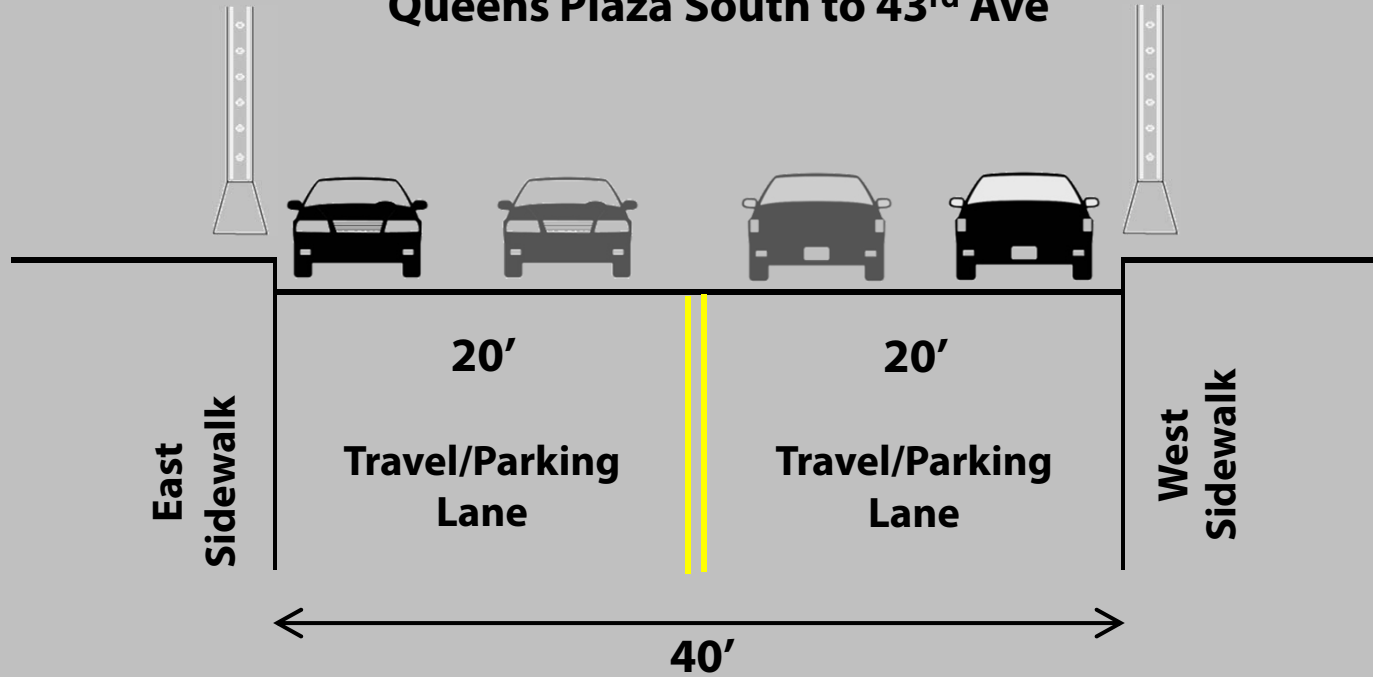 Queens Plaza South to 43rd Ave
20’
20’
East
Sidewalk
Travel/Parking
Lane
Travel/Parking
Lane
West
Sidewalk
40’